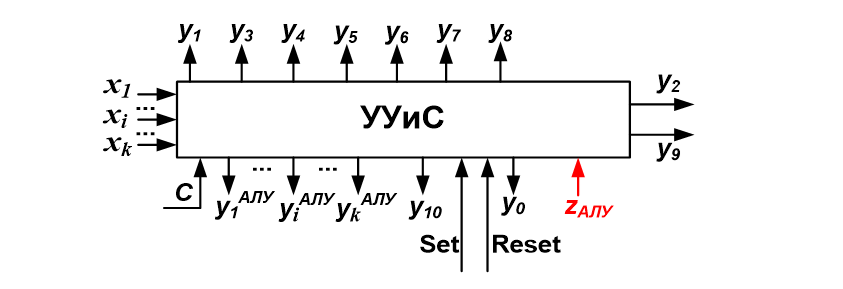 y1 y3 y4 y5 y6 y7 y8
x1
...
xi
...
xk
УУиС
y2
y9
C
y1АЛУ ... yiАЛУ ... ykАЛУ y10 y0 zАЛУ
Set Reset